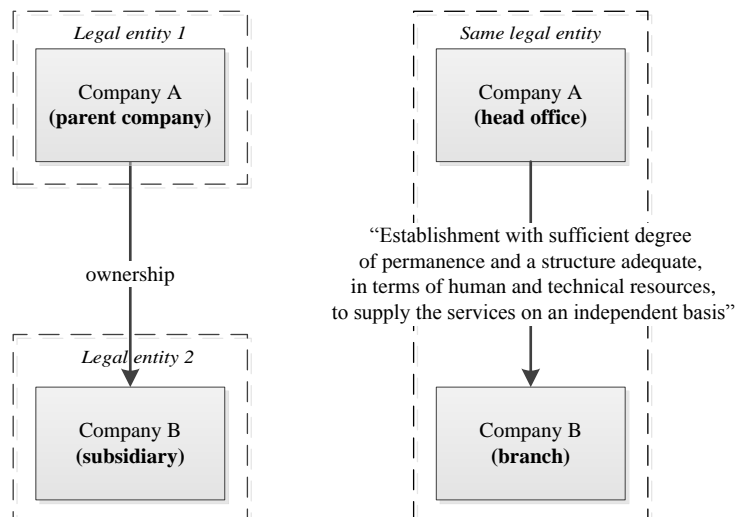 Legal entity 1
Company A
(parent company)
ownership
Legal entity 2
Company B
(subsidiary)
Same legal entity
Company A
(head office)
“Establishment with sufficient degree
of permanence and a structure adequate,
in terms of human and technical resources,
to supply the services on an independent basis”
Company B
(branch)